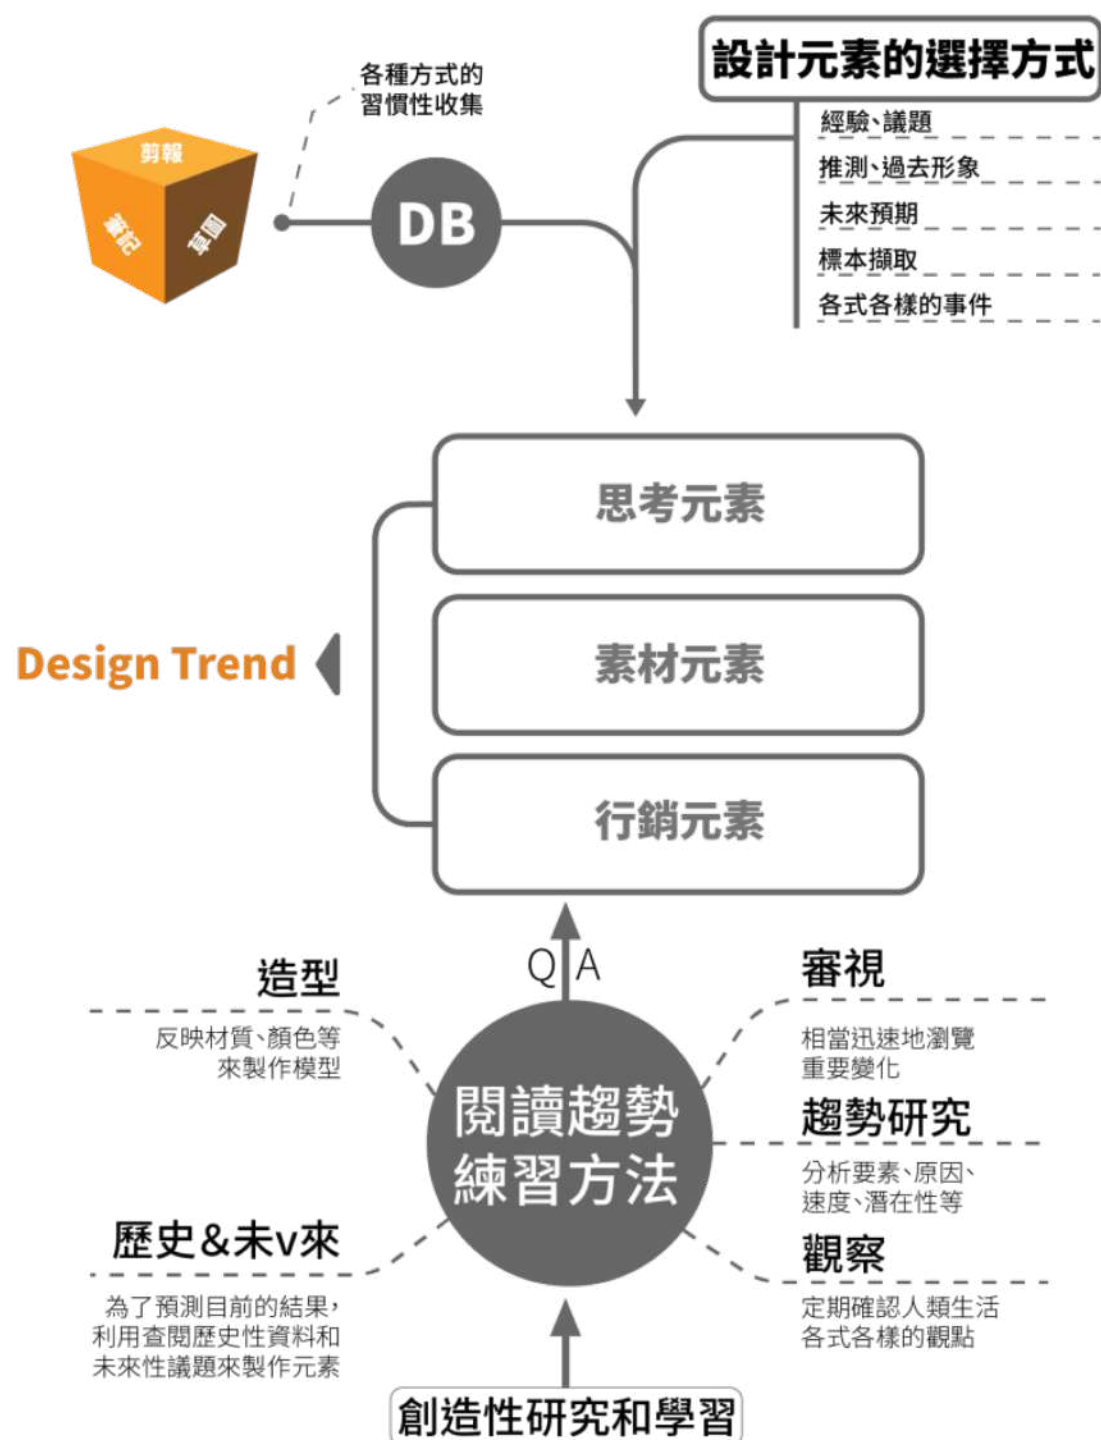 設計元素的選擇方式
經驗、議題
推測、過去形象
未來預期
標本擷取
各式各樣的事件
各種方式的
習慣性收集
剪報
筆記
草圖
DB
思考元素
素材元素
行銷元素
Design Trend
Q A
造型
反映材質、顏色等
來製作模型
歷史&未v來
為了預測目前的結果,
利用查閱歷史性資料和
未來性議題來製作元素
閱讀趨勢
練習方法
審視
相當迅速地瀏覽
重要變化
趨勢研究
分析要素、原因、
速度、潛在性等
觀察
定期確認人類生活
各式各樣的觀點
創造性研究和學習